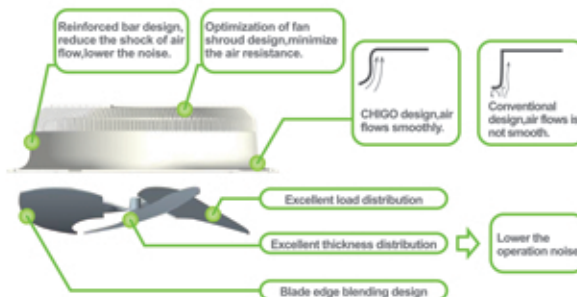 Reinforced bar design,
reduce the shock of air
flow,lower the noise.
Optimization of fan
shroud design,minimize
the air resistance.
CHIGO design,air
flows smoothly.
Conventional
design,air flows is
not smooth.
Excellent load distribution
Excellent thickness distribution
Lower the
operation noise
Blade edge blending design